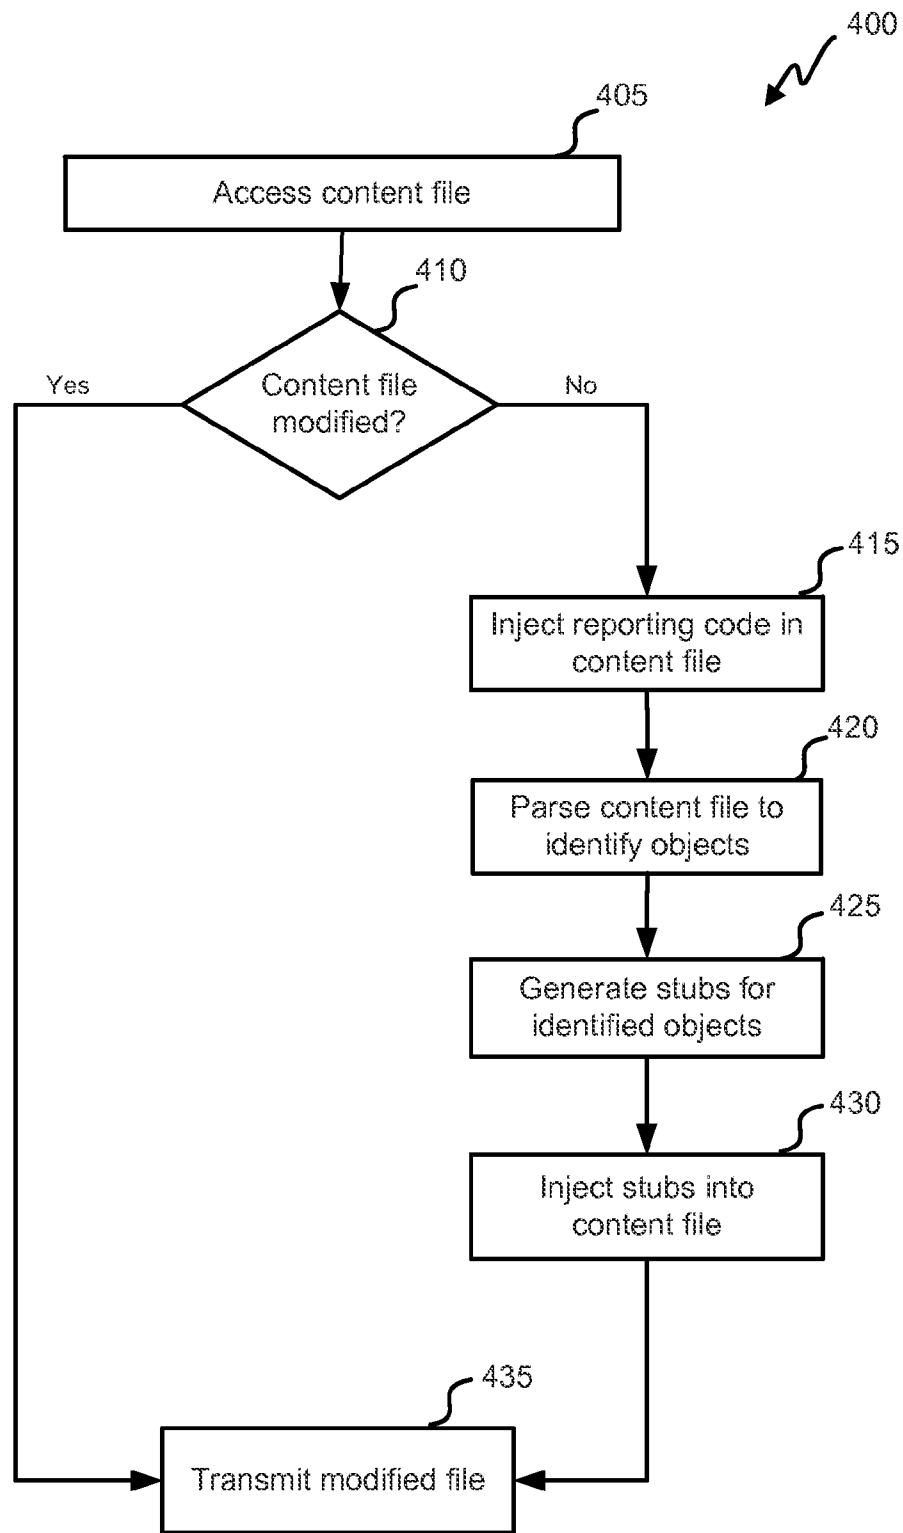 400
405
Access content file
410
Content file
modified?
Yes
No
415
Inject reporting code in
content file
420
Parse content file to
identify objects
425
Generate stubs for
identified objects
430
Inject stubs into
content file
435
Transmit modified file